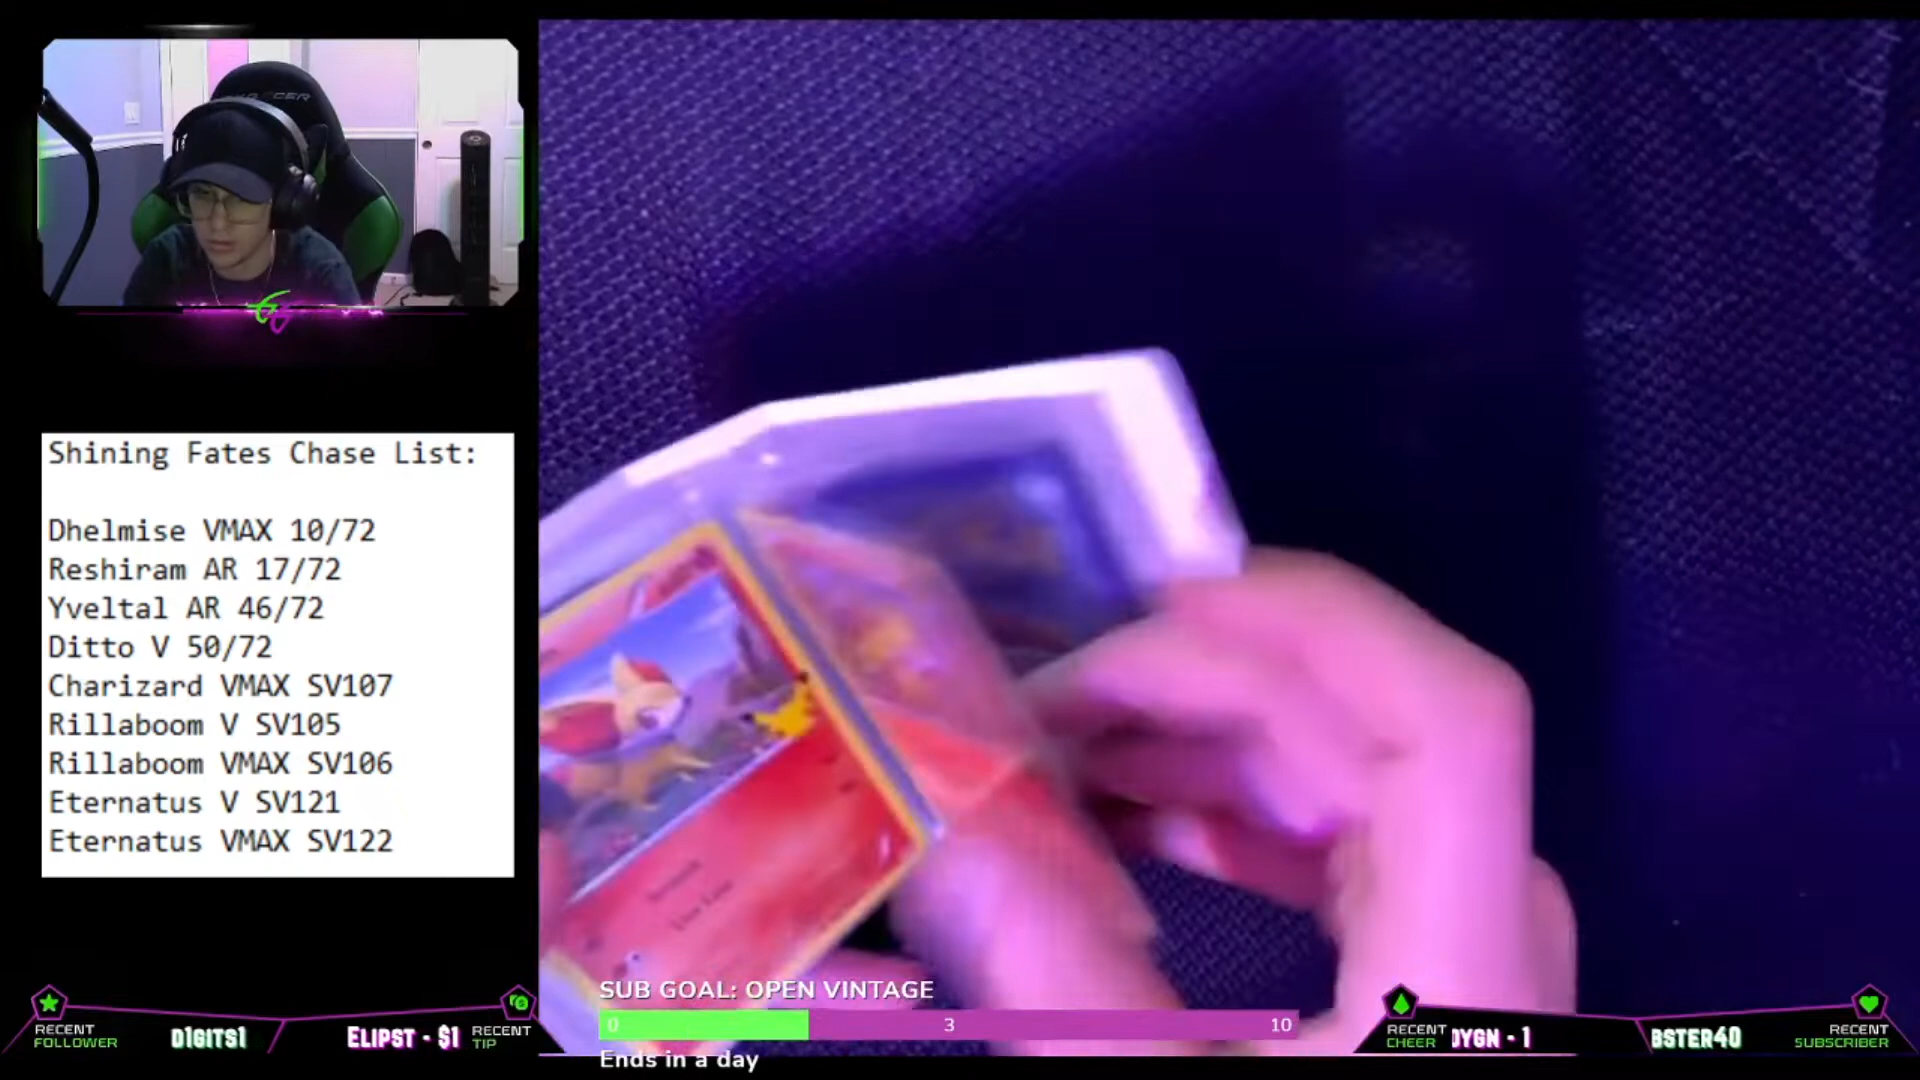 Shining Fates Chase List:
Dhelmise VMAX 10/72
Reshiram AR 17/72
Yveltal AR 46/72
Ditto V 50/72
Charizard VMAX SV107
Rillaboom V SV105
Rillaboom VMAX SV106
Eternatus V SV121
Eternatus VMAX SV122
SUB GOAL: OPEN VINTAGE
0 3 10
Ends in a day
RECENT FOLLOWER
D1GITS1
ELIPST - $1
RECENT TIP
RECENT CHEER
DYGN - 1
BSTER40
RECENT SUBSCRIBER